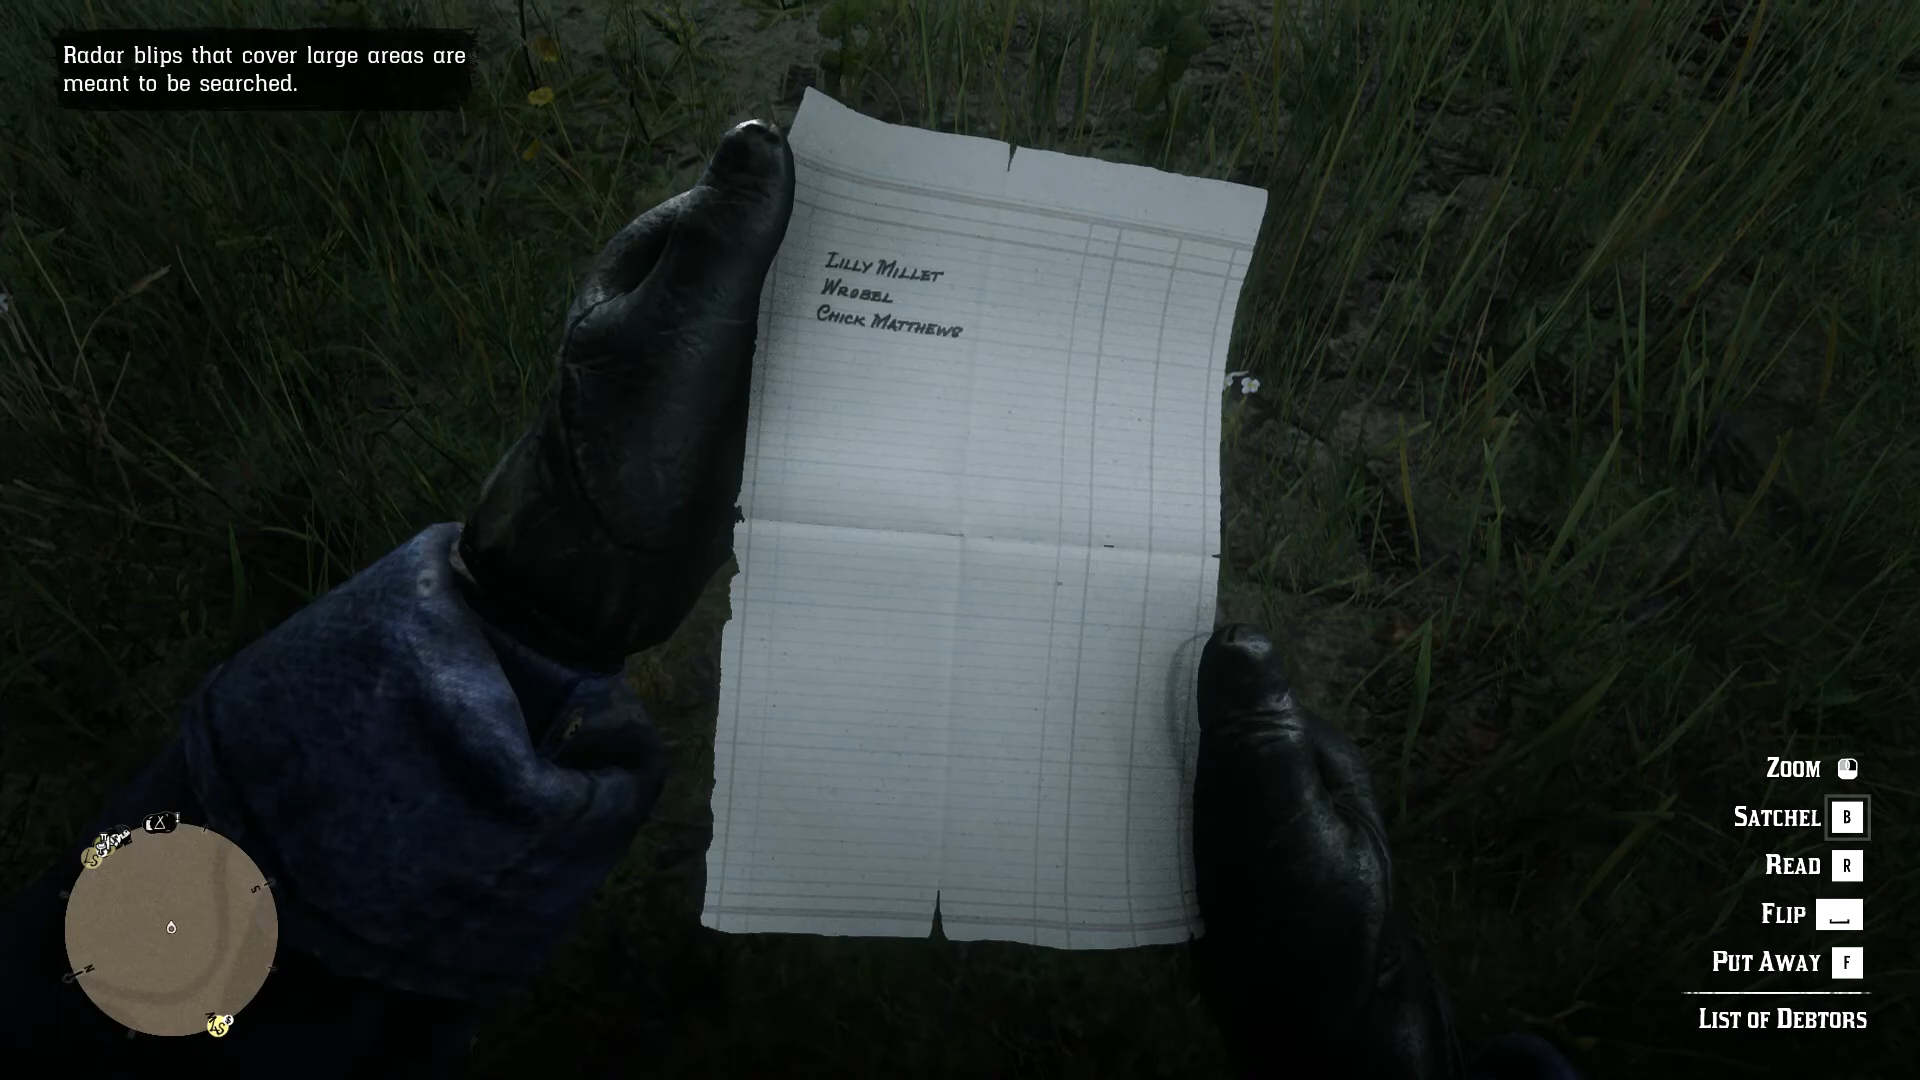 Radar blips that cover large areas are
meant to be searched.
LILLY MILLET
WROBEL
CHICK MATTHEWS
ZOOM
SATCHEL B
READ R
FLIP
PUT AWAY F
LIST OF DEBTORS
S
N